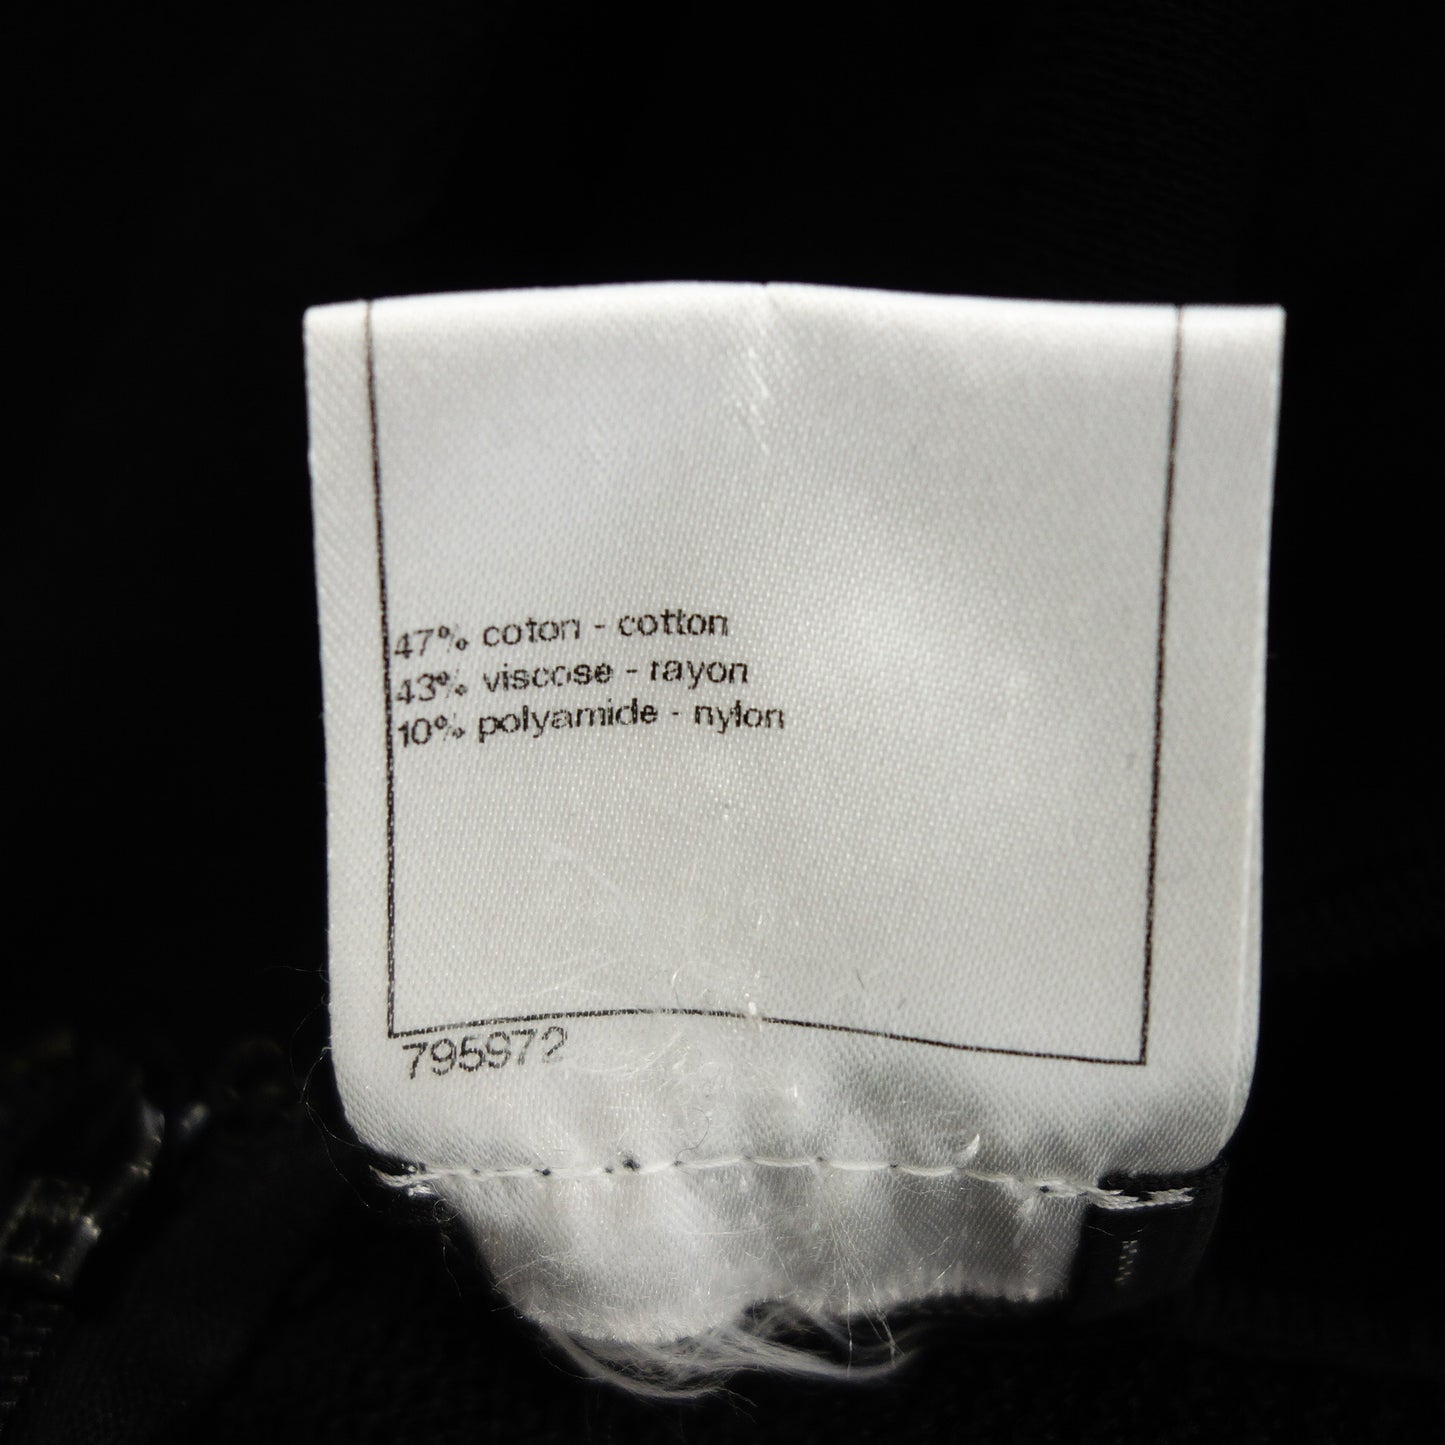 47% coton - cotton
43% viscose - rayon
10% polyamide - nylon
795972